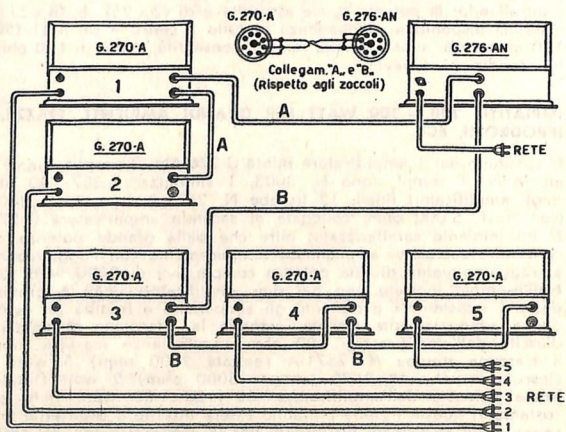 G.270-A
G.276-AN
G. 270-A
1
Collegam. "A„ e "B„
(Rispetto agli zoccoli)
G. 276-AN
A
RETE
G. 270-A
2
A
B
G. 270-A
3
G. 270-A
4
G. 270-A
5
B
B
5
4
3 RETE
2
1